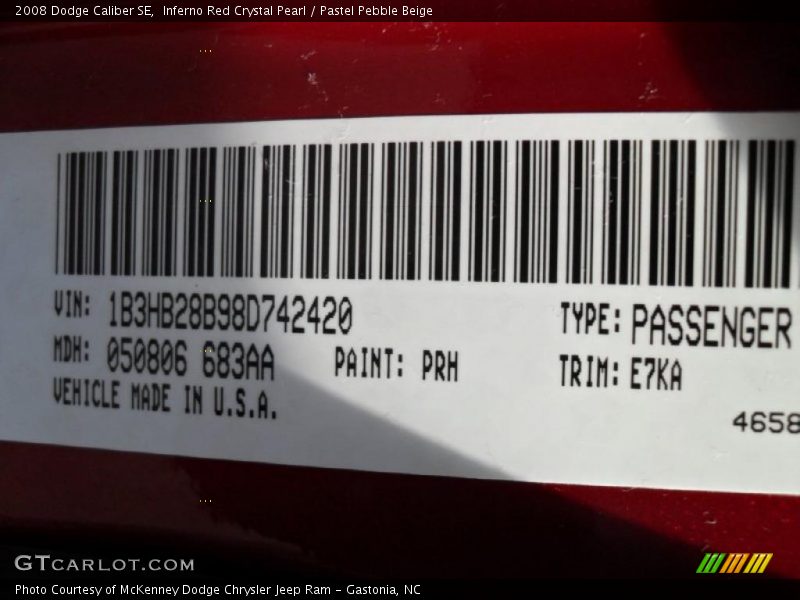 2008 Dodge Caliber SE,  Inferno Red Crystal Pearl / Pastel Pebble Beige
VIN: 1B3HB28B98D742420
TYPE: PASSENGER
MDH: 050806 683AA
PAINT: PRH
TRIM: E7KA
VEHICLE MADE IN U.S.A.
4658
GTCARLOT.COM
Photo Courtesy of McKenney Dodge Chrysler Jeep Ram - Gastonia, NC